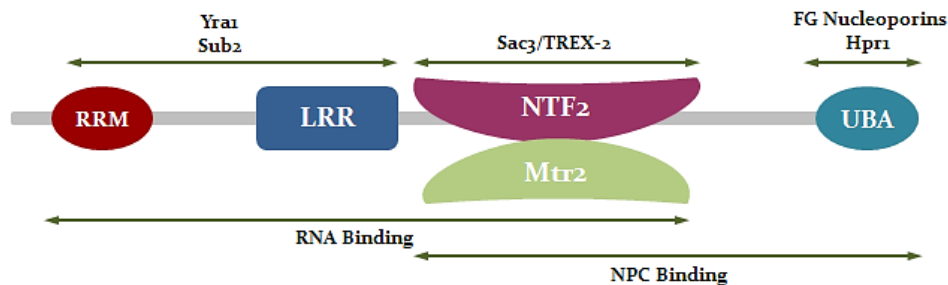 Yra1
Sub2
Sac3/TREX-2
FG Nucleoporins
Hpr1
RRM
LRR
NTF2
UBA
Mtr2
RNA Binding
NPC Binding